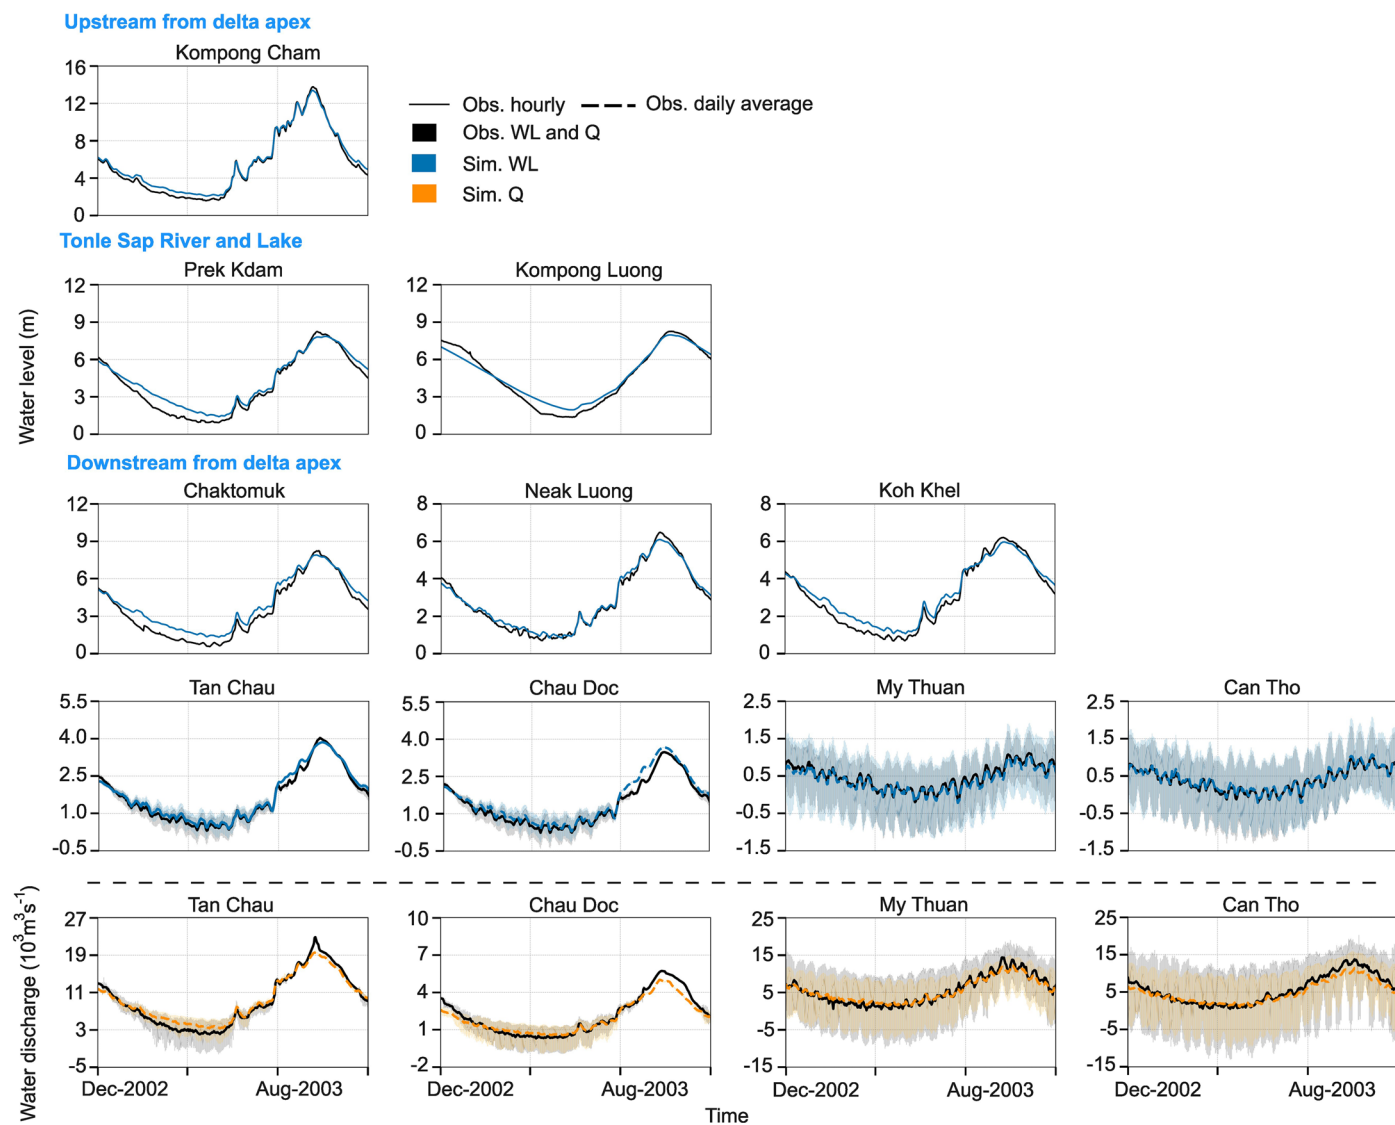 Upstream from delta apex
Kompong Cham
16
12
8
4
0
Obs. hourly
Obs. daily average
Obs. WL and Q
Sim. WL
Sim. Q
Tonle Sap River and Lake
Prek Kdam
Kompong Luong
12
9
6
3
0
12
9
6
3
0
Water level (m)
Downstream from delta apex
Chaktomuk
Neak Luong
Koh Khel
12
9
6
3
0
8
6
4
2
0
8
6
4
2
0
Tan Chau
Chau Doc
My Thuan
Can Tho
5.5
4.0
2.5
1.0
-0.5
5.5
4.0
2.5
1.0
-0.5
2.5
1.5
0.5
-0.5
-1.5
2.5
1.5
0.5
-0.5
-1.5
Tan Chau
Chau Doc
My Thuan
Can Tho
27
19
11
3
-5
10
7
4
1
-2
25
15
5
-5
-15
25
15
5
-5
-15
Water discharge (10³m³s⁻¹)
Dec-2002
Aug-2003
Dec-2002
Aug-2003
Dec-2002
Aug-2003
Dec-2002
Aug-2003
Time